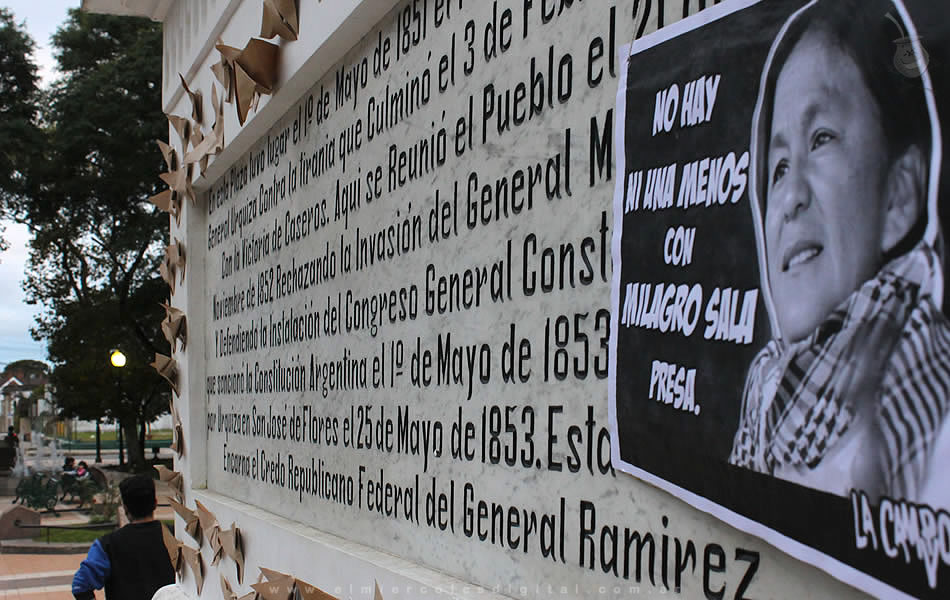 En esta Plaza tuvo lugar el 1º de Mayo de 1851 el
General Urquiza Contra la tiranía que Culminó el 3 de
Con la Victoria de Caseros. Aquí se Reunió el Pueblo el 21
Noviembre de 1852 Rechazando la Invasión del General M
Y Defendiendo la Instalación del Congreso General Const
que sancionó la Constitución Argentina el 1º de Mayo de 1853
por Urquiza en San José de Flores el 25 de Mayo de 1853. Esta
Encarna el Credo Republicano Federal del General Ramirez
NO HAY
NI UNA MENOS
CON
MILAGRO SALA
PRESA.
LA
www.elmiercolesdigital.com.ar